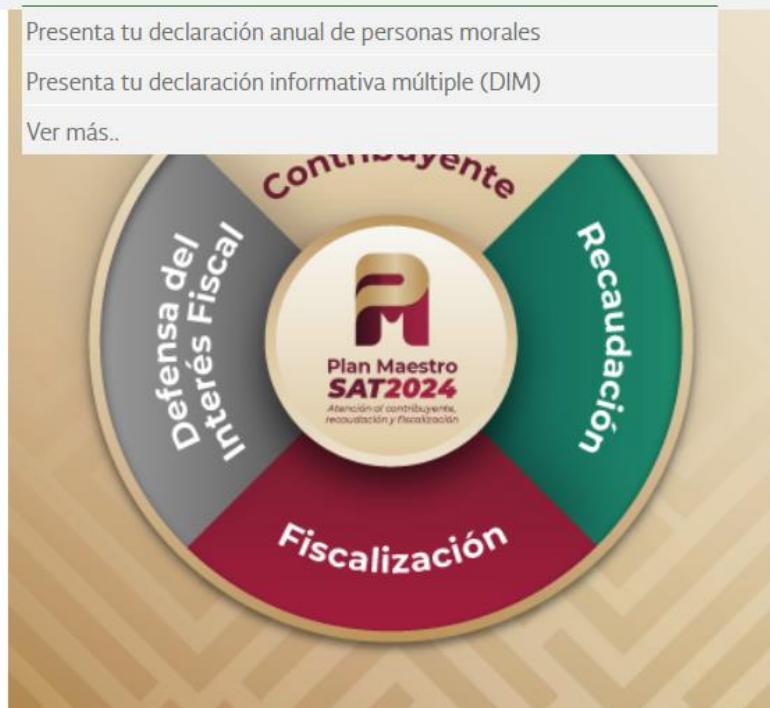 Presenta tu declaración anual de personas morales
Presenta tu declaración informativa múltiple (DIM)
Ver más..
Contribuyente
Defensa del
Interés Fiscal
Recaudación
Plan Maestro
SAT2024
Atención al contribuyente,
recaudación y fiscalización
Fiscalización